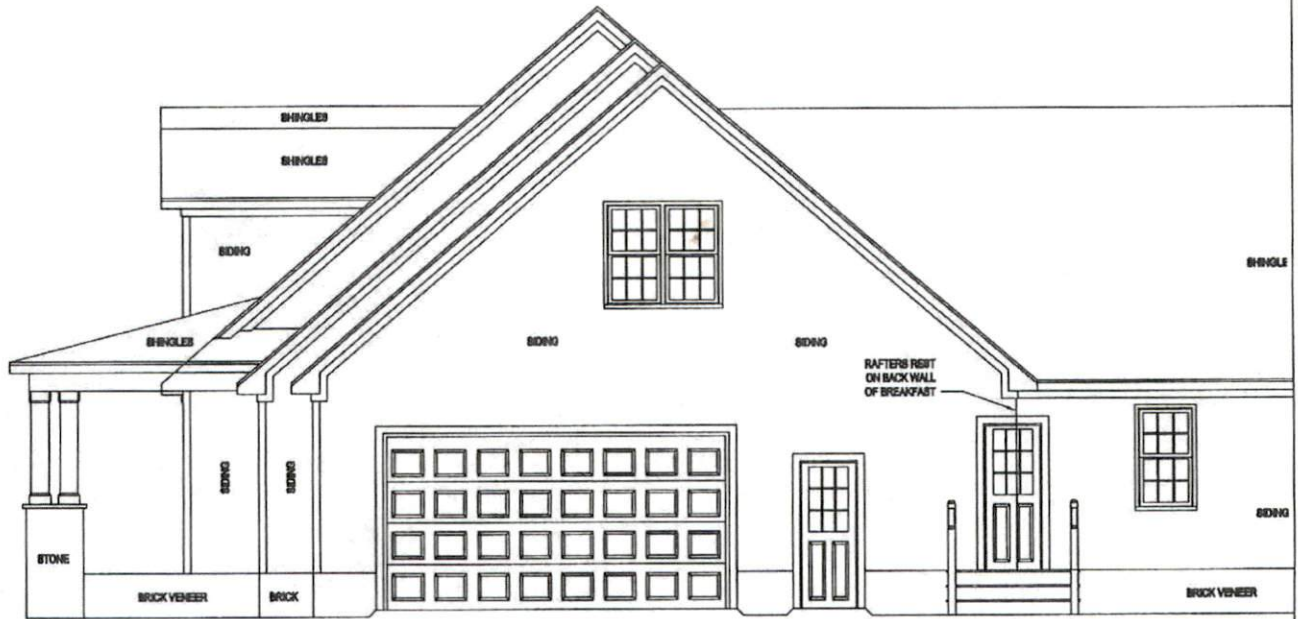 SHINGLES
SHINGLES
SIDING
SHINGLE
SHINGLES
SIDING
SIDING
RAFTERS REST
ON BACK WALL
OF BREAKFAST
SIDING
SIDING
SIDING
STONE
BRICK VENEER
BRICK
BRICK VENEER